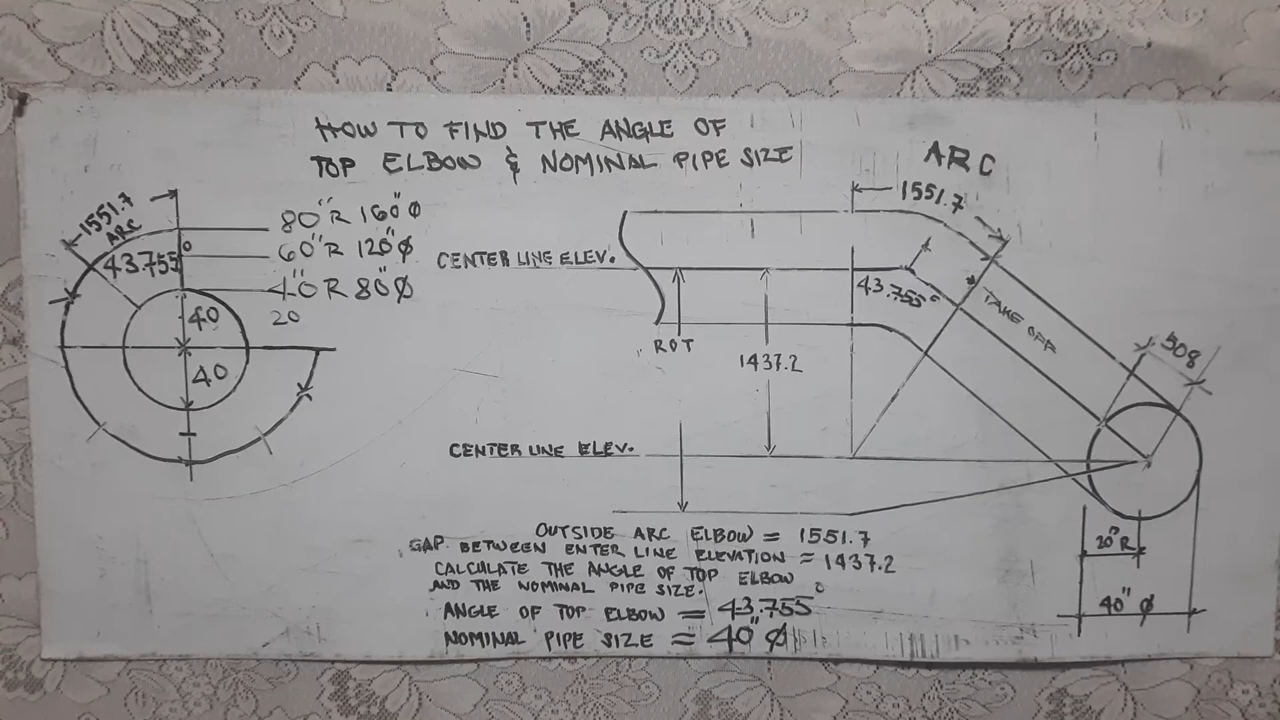 HOW TO FIND THE ANGLE OF
TOP ELBOW & NOMINAL PIPE SIZE
1551.7
ARC
43.755°
80"R 160"Ø
60"R 120"Ø
40"R 80"Ø
20
40
40
ARC
1551.7
CENTER LINE ELEV.
43.755°
TAKE OFF
ROT
1437.2
508
CENTER LINE ELEV.
20"R
40" Ø
OUTSIDE ARC ELBOW = 1551.7
GAP BETWEEN ENTER LINE ELEVATION = 1437.2
CALCULATE THE ANGLE OF TOP ELBOW
AND THE NOMINAL PIPE SIZE.
ANGLE OF TOP ELBOW = 43.755°
NOMINAL PIPE SIZE = 40" Ø